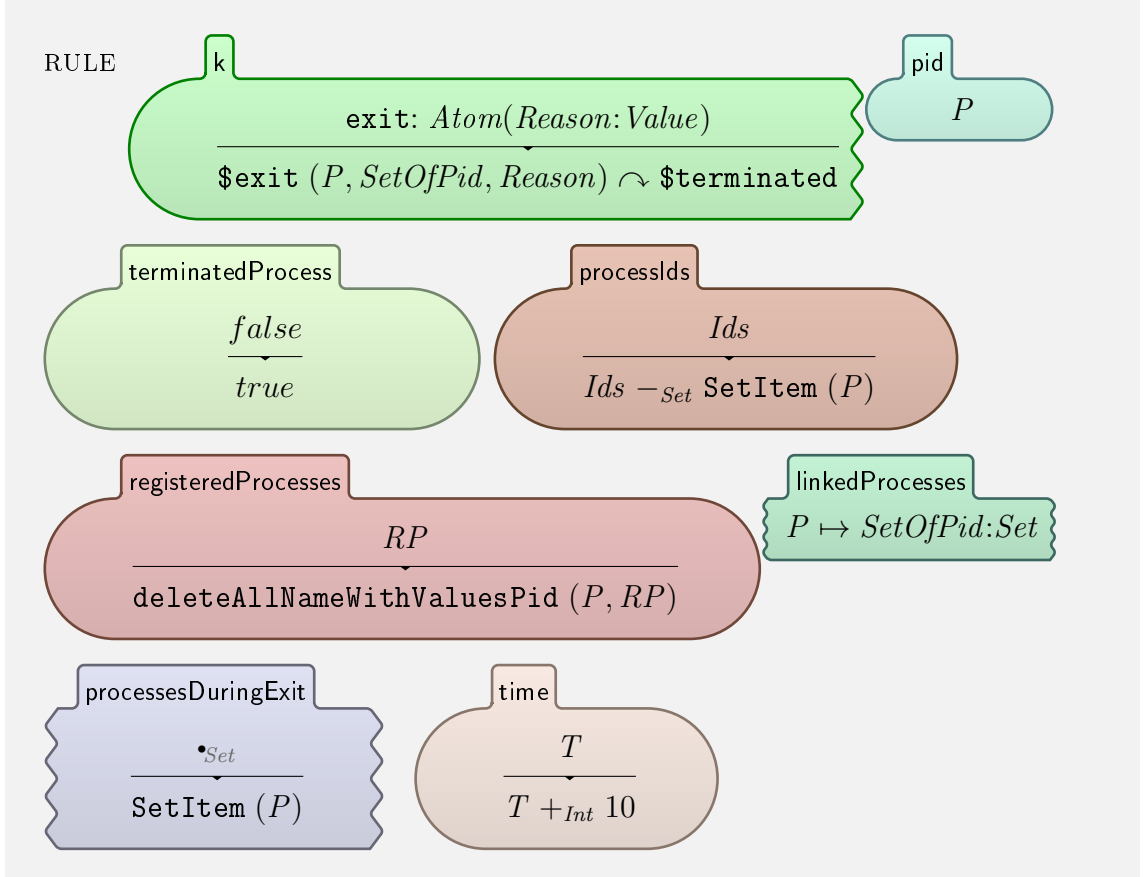 RULE
k
pid
exit: Atom(Reason:Value)
P
$exit (P, SetOfPid, Reason) ↷ $terminated
terminatedProcess
processIds
false
Ids
true
Ids −Set SetItem (P)
registeredProcesses
linkedProcesses
RP
P ↦ SetOfPid:Set
deleteAllNameWithValuesPid (P, RP)
processesDuringExit
time
•Set
T
SetItem (P)
T +Int 10